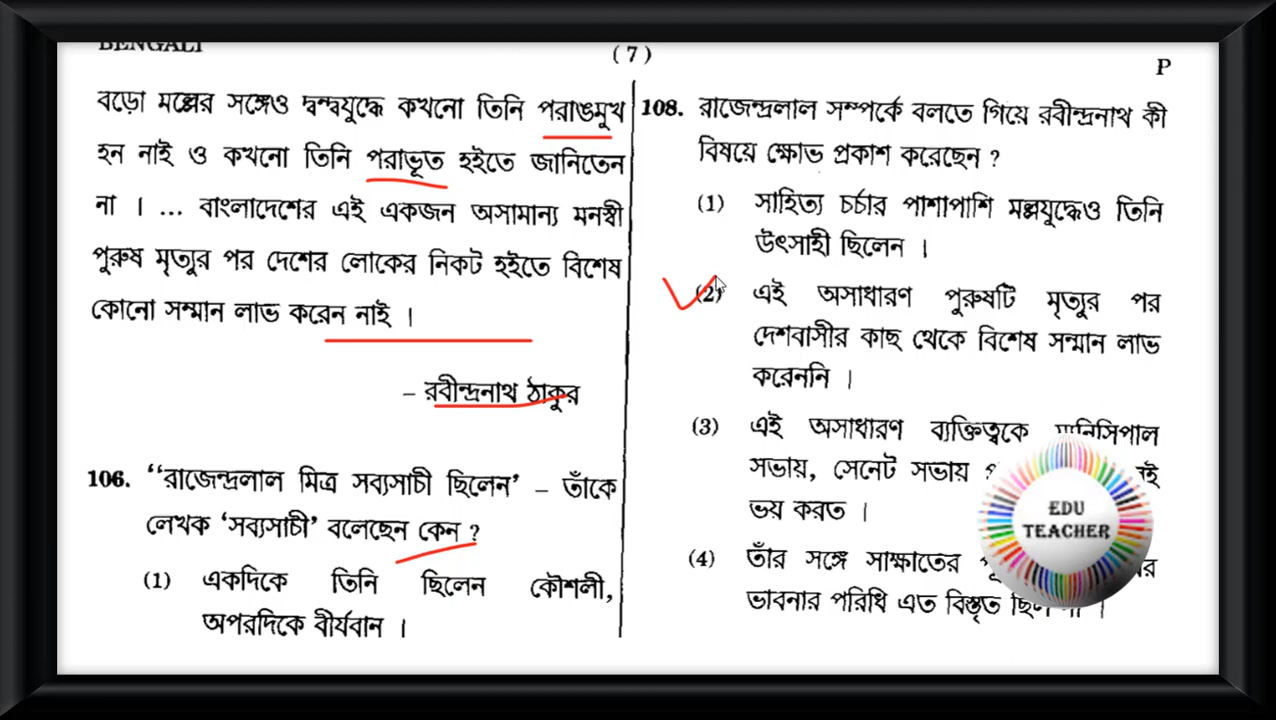 BENGALI
( 7 )
P
বড়ো মল্লের সঙ্গেও দ্বন্দ্বযুদ্ধে কখনো তিনি পরাঙমুখ
হন নাই ও কখনো তিনি পরাভূত হইতে জানিতেন
না । ... বাংলাদেশের এই একজন অসামান্য মনস্বী
পুরুষ মৃত্যুর পর দেশের লোকের নিকট হইতে বিশেষ
কোনো সম্মান লাভ করেন নাই ।
– রবীন্দ্রনাথ ঠাকুর
106. “রাজেন্দ্রলাল মিত্র সব্যসাচী ছিলেন’ – তাঁকে
লেখক ‘সব্যসাচী’ বলেছেন কেন ?
(1) একদিকে তিনি ছিলেন কৌশলী,
অপরদিকে বীর্যবান ।
108. রাজেন্দ্রলাল সম্পর্কে বলতে গিয়ে রবীন্দ্রনাথ কী
বিষয়ে ক্ষোভ প্রকাশ করেছেন ?
(1) সাহিত্য চর্চার পাশাপাশি মল্লযুদ্ধেও তিনি
উৎসাহী ছিলেন ।
(2) এই অসাধারণ পুরুষটি মৃত্যুর পর
দেশবাসীর কাছ থেকে বিশেষ সন্মান লাভ
করেননি ।
(3) এই অসাধারণ ব্যক্তিত্বকে ম্যুনিসিপাল
সভায়, সেনেট সভায়
ভয় করত ।
(4) তাঁর সঙ্গে সাক্ষাতের
ভাবনার পরিধি এত বিস্তৃত ছিল না ।
EDU
TEACHER